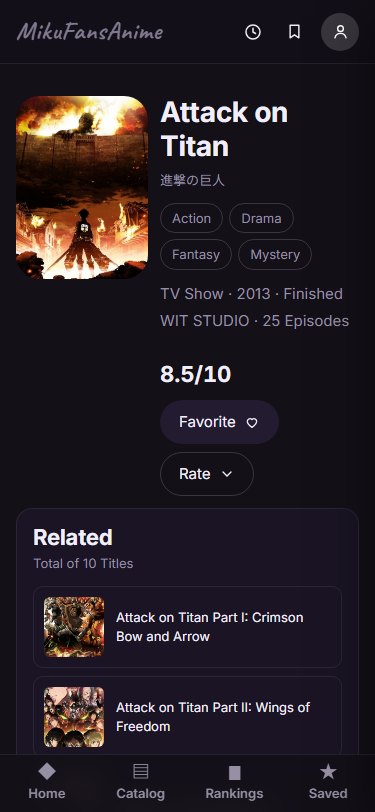 MikuFansAnime
Attack on
Titan
進撃の巨人
Action
Drama
Fantasy
Mystery
TV Show · 2013 · Finished
WIT STUDIO · 25 Episodes
8.5/10
Favorite
Rate
Related
Total of 10 Titles
Attack on Titan Part I: Crimson
Bow and Arrow
Attack on Titan Part II: Wings of
Freedom
Home
Catalog
Rankings
Saved